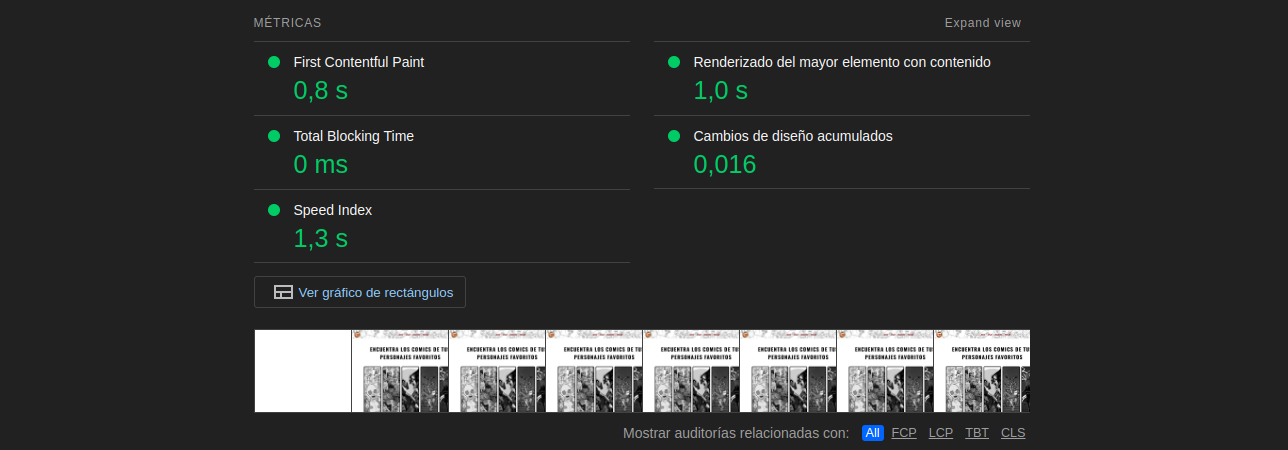 MÉTRICAS
Expand view
First Contentful Paint
0,8 s
Renderizado del mayor elemento con contenido
1,0 s
Total Blocking Time
0 ms
Cambios de diseño acumulados
0,016
Speed Index
1,3 s
Ver gráfico de rectángulos
ENCUENTRA LOS COMICS DE TU
PERSONAJES FAVORITOS
ENCUENTRA LOS COMICS DE TU
PERSONAJES FAVORITOS
ENCUENTRA LOS COMICS DE TU
PERSONAJES FAVORITOS
ENCUENTRA LOS COMICS DE TU
PERSONAJES FAVORITOS
ENCUENTRA LOS COMICS DE TU
PERSONAJES FAVORITOS
ENCUENTRA LOS COMICS DE TU
PERSONAJES FAVORITOS
ENCUENTRA LOS COMICS DE TU
PERSONAJES FAVORITOS
Mostrar auditorías relacionadas con: All FCP LCP TBT CLS